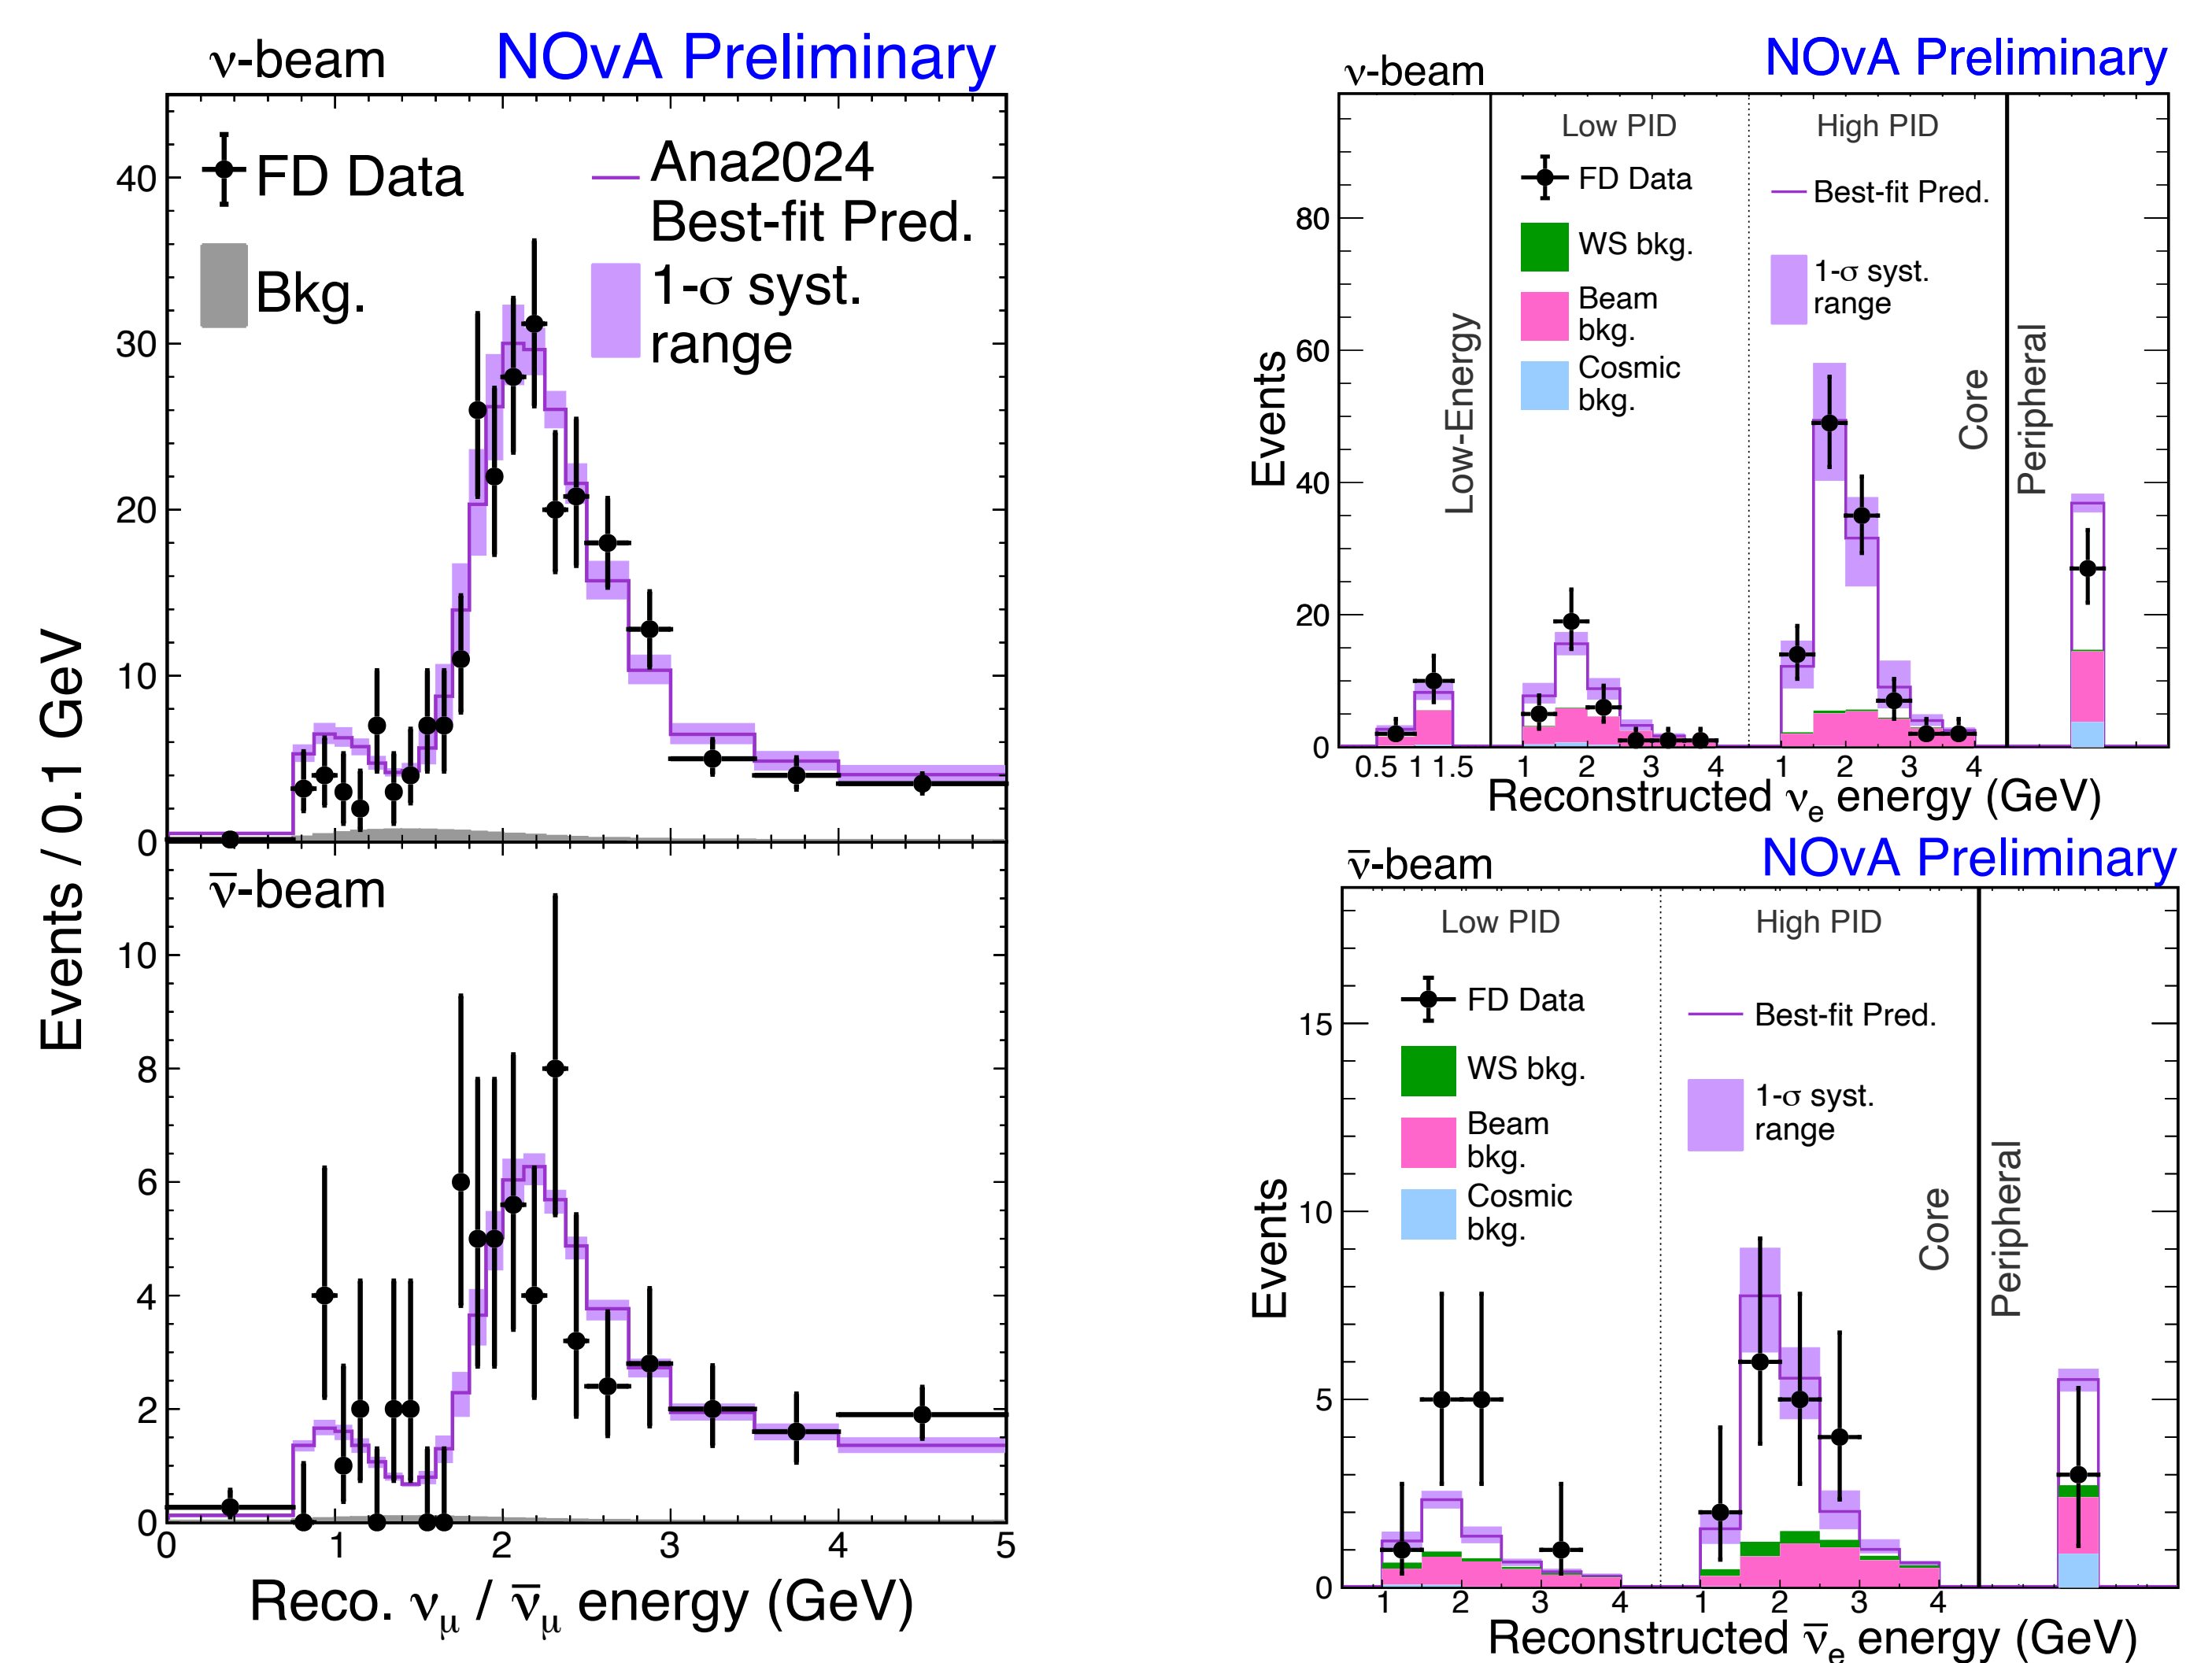 ν-beam
NOνA Preliminary
FD Data
Bkg.
Ana2024
Best-fit Pred.
1-σ syst.
range
40
30
20
10
0
Events / 0.1 GeV
ν̅-beam
10
8
6
4
2
0
0 1 2 3 4 5
Reco. νμ / ν̅μ energy (GeV)
ν-beam
NOνA Preliminary
Low PID
High PID
FD Data
WS bkg.
Beam
bkg.
Cosmic
bkg.
Best-fit Pred.
1-σ syst.
range
Low-Energy
Core
Peripheral
Events
80
60
40
20
0
0.5 1 1.5 1 2 3 4 1 2 3 4
Reconstructed νe energy (GeV)
ν̅-beam
NOνA Preliminary
Low PID
High PID
FD Data
WS bkg.
Beam
bkg.
Cosmic
bkg.
Best-fit Pred.
1-σ syst.
range
Core
Peripheral
Events
15
10
5
0
1 2 3 4 1 2 3 4
Reconstructed ν̅e energy (GeV)